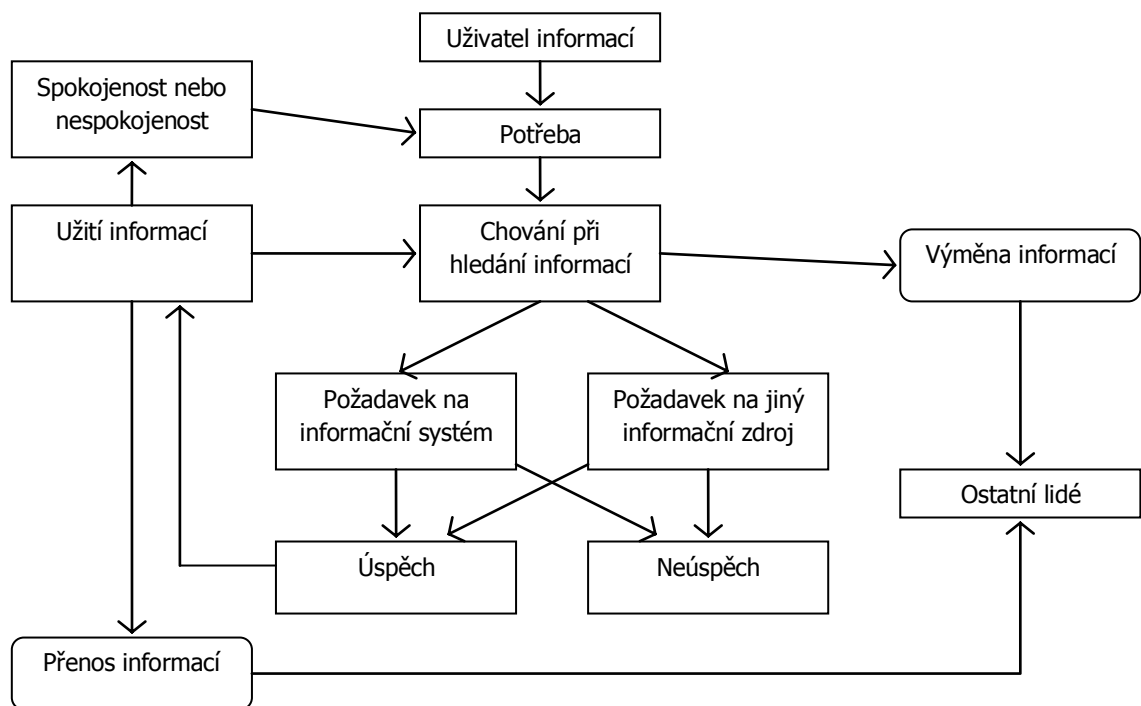 Uživatel informací
Spokojenost nebo
nespokojenost
Potřeba
Užití informací
Chování při
hledání informací
Výměna informací
Požadavek na
informační systém
Požadavek na jiný
informační zdroj
Ostatní lidé
Úspěch
Neúspěch
Přenos informací